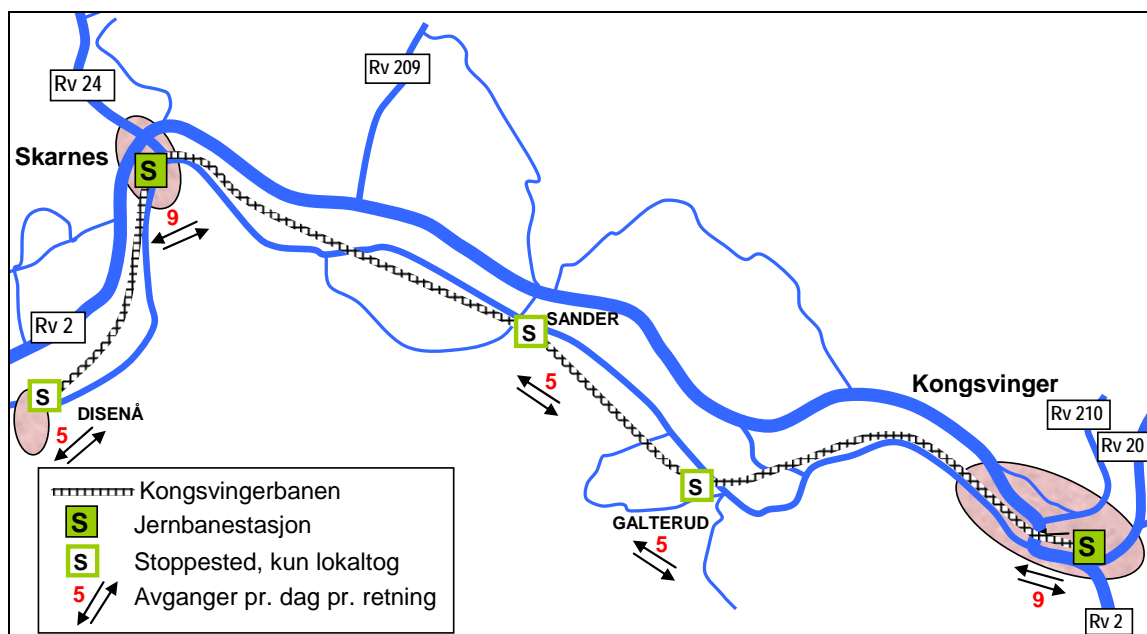 Rv 24
Rv 209
Skarnes
S
9
Rv 2
SANDER
S
5
Kongsvinger
Rv 210
Rv 20
S
DISENÅ
5
S
GALTERUD
5
S
9
Rv 2
Kongsvingerbanen
S Jernbanestasjon
S Stoppested, kun lokaltog
5 Avganger pr. dag pr. retning